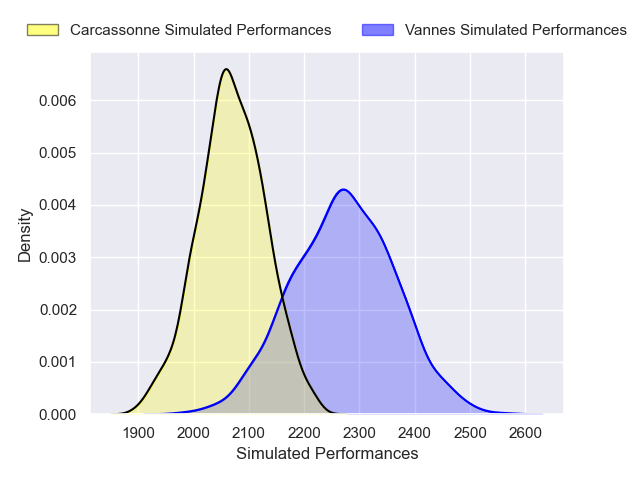 Carcassonne Simulated Performances Vannes Simulated Performances
0.006
0.005
0.004
0.003
0.002
0.001
0.000
Density
1900 2000 2100 2200 2300 2400 2500 2600
Simulated Performances